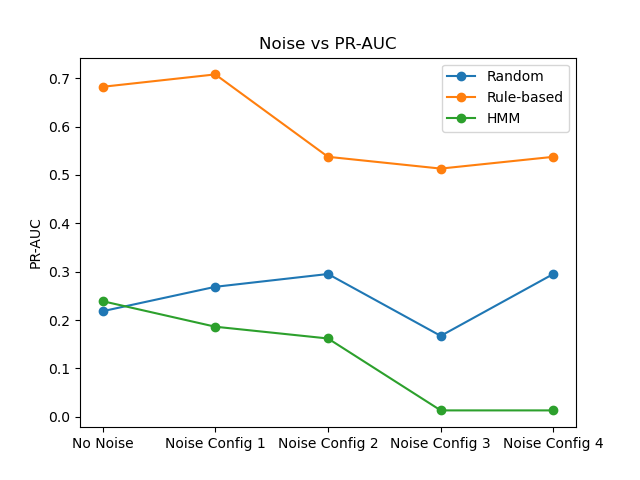 Noise vs PR-AUC
Random
Rule-based
HMM
PR-AUC
0.7
0.6
0.5
0.4
0.3
0.2
0.1
0.0
No Noise
Noise Config 1
Noise Config 2
Noise Config 3
Noise Config 4